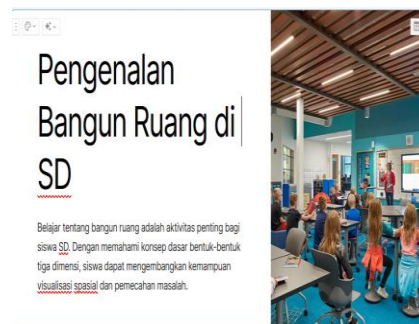 Pengenalan
Bangun Ruang di
SD
Belajar tentang bangun ruang adalah aktivitas penting bagi
siswa SD. Dengan memahami konsep dasar bentuk-bentuk
tiga dimensi, siswa dapat mengembangkan kemampuan
visualisasi spasial dan pemecahan masalah.